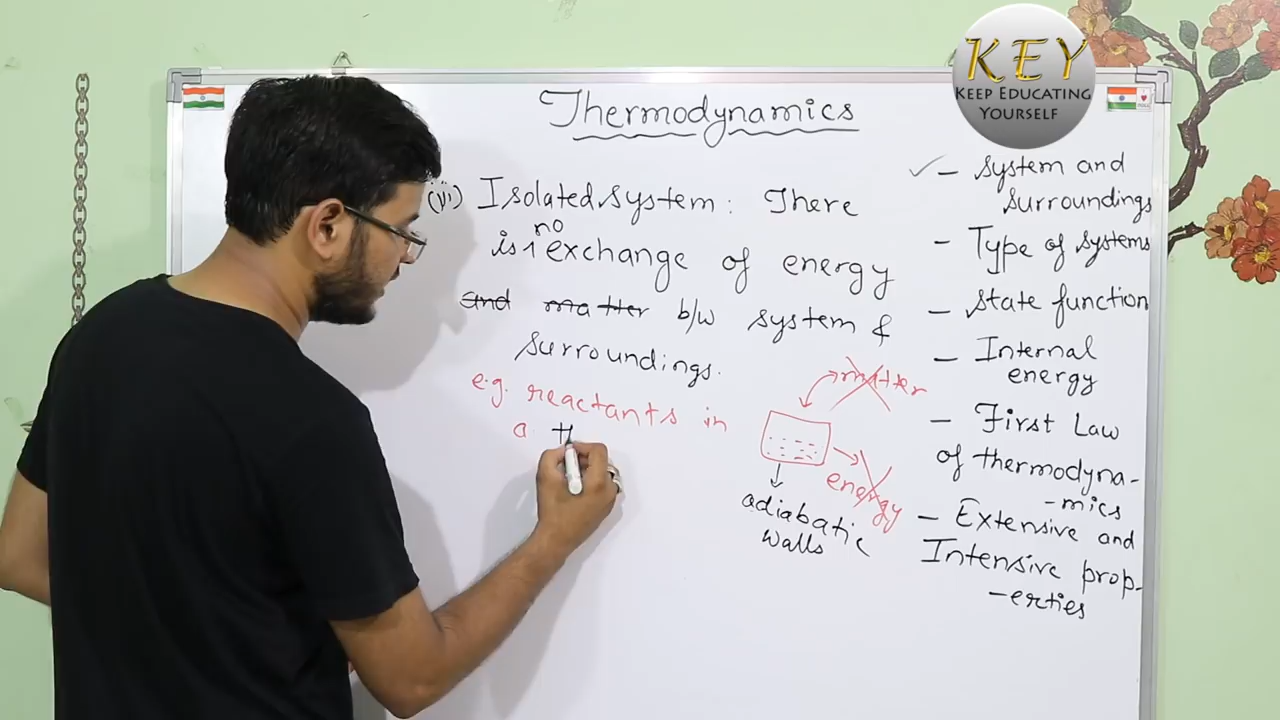 KEY
KEEP EDUCATING
YOURSELF
Thermodynamics
(vi) Isolated system: There
is no exchange of energy
and matter b/w system &
surroundings.
e.g. reactants in
a
matter
energy
adiabatic
walls
- System and
surroundings
- Type of systems
- State function
- Internal
energy
- First Law
of thermodyna-
-mics
- Extensive and
Intensive prop-
-erties